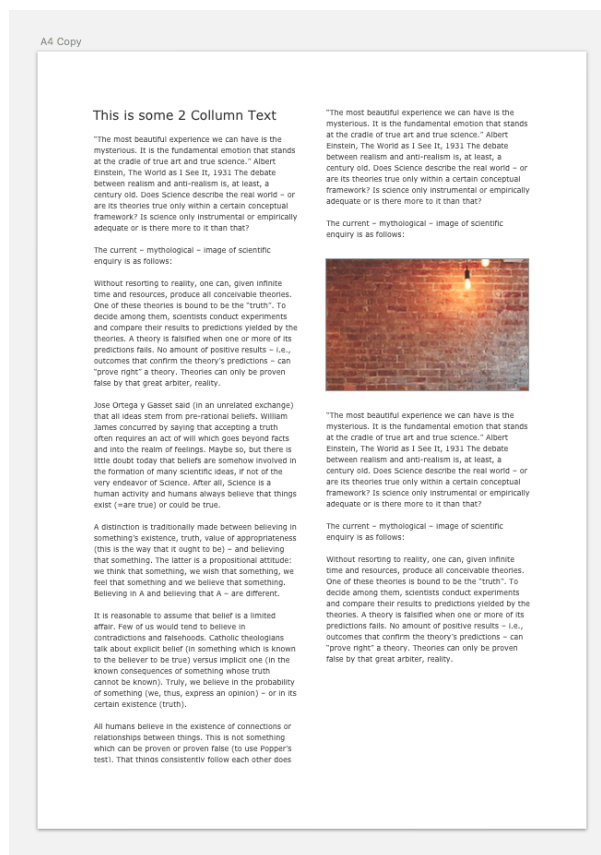 A4 Copy
This is some 2 Collumn Text
“The most beautiful experience we can have is the
mysterious. It is the fundamental emotion that stands
at the cradle of true art and true science.” Albert
Einstein, The World as I See It, 1931 The debate
between realism and anti-realism is, at least, a
century old. Does Science describe the real world – or
are its theories true only within a certain conceptual
framework? Is science only instrumental or empirically
adequate or is there more to it than that?
The current – mythological – image of scientific
enquiry is as follows:
Without resorting to reality, one can, given infinite
time and resources, produce all conceivable theories.
One of these theories is bound to be the “truth”. To
decide among them, scientists conduct experiments
and compare their results to predictions yielded by the
theories. A theory is falsified when one or more of its
predictions fails. No amount of positive results – i.e.,
outcomes that confirm the theory’s predictions – can
“prove right” a theory. Theories can only be proven
false by that great arbiter, reality.
Jose Ortega y Gasset said (in an unrelated exchange)
that all ideas stem from pre-rational beliefs. William
James concurred by saying that accepting a truth
often requires an act of will which goes beyond facts
and into the realm of feelings. Maybe so, but there is
little doubt today that beliefs are somehow involved in
the formation of many scientific ideas, if not of the
very endeavor of Science. After all, Science is a
human activity and humans always believe that things
exist (=are true) or could be true.
A distinction is traditionally made between believing in
something’s existence, truth, value of appropriateness
(this is the way that it ought to be) – and believing
that something. The latter is a propositional attitude:
we think that something, we wish that something, we
feel that something and we believe that something.
Believing in A and believing that A – are different.
It is reasonable to assume that belief is a limited
affair. Few of us would tend to believe in
contradictions and falsehoods. Catholic theologians
talk about explicit belief (in something which is known
to the believer to be true) versus implicit one (in the
known consequences of something whose truth
cannot be known). Truly, we believe in the probability
of something (we, thus, express an opinion) – or in its
certain existence (truth).
All humans believe in the existence of connections or
relationships between things. This is not something
which can be proven or proven false (to use Popper’s
test). That things consistently follow each other does
“The most beautiful experience we can have is the
mysterious. It is the fundamental emotion that stands
at the cradle of true art and true science.” Albert
Einstein, The World as I See It, 1931 The debate
between realism and anti-realism is, at least, a
century old. Does Science describe the real world – or
are its theories true only within a certain conceptual
framework? Is science only instrumental or empirically
adequate or is there more to it than that?
The current – mythological – image of scientific
enquiry is as follows:
“The most beautiful experience we can have is the
mysterious. It is the fundamental emotion that stands
at the cradle of true art and true science.” Albert
Einstein, The World as I See It, 1931 The debate
between realism and anti-realism is, at least, a
century old. Does Science describe the real world – or
are its theories true only within a certain conceptual
framework? Is science only instrumental or empirically
adequate or is there more to it than that?
The current – mythological – image of scientific
enquiry is as follows:
Without resorting to reality, one can, given infinite
time and resources, produce all conceivable theories.
One of these theories is bound to be the “truth”. To
decide among them, scientists conduct experiments
and compare their results to predictions yielded by the
theories. A theory is falsified when one or more of its
predictions fails. No amount of positive results – i.e.,
outcomes that confirm the theory’s predictions – can
“prove right” a theory. Theories can only be proven
false by that great arbiter, reality.